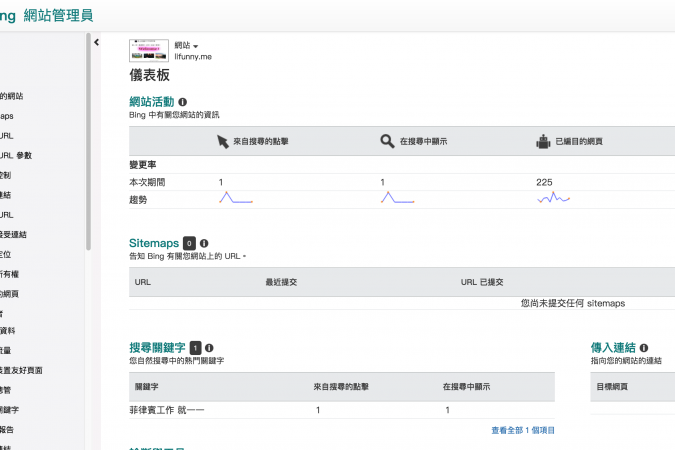 ng 網站管理員
網站
lifunny.me
儀表板
網站活動
Bing 中有關您網站的資訊
來自搜尋的點擊
在搜尋中顯示
已編目的網頁
變更率
本次期間 1 1 225
趨勢
Sitemaps 0
告知 Bing 有關您網站上的 URL。
URL 最近提交 URL 已提交
您尚未提交任何 sitemaps
搜尋關鍵字 1
您自然搜尋中的熱門關鍵字
關鍵字 來自搜尋的點擊 在搜尋中顯示
菲律賓工作 就一一 1 1
查看全部 1 個項目
傳入連結
指向您的網站的連結
目標網頁
的網站
aps
URL
URL 參數
控制
連結
URL
接受連結
定位
所有權
的網頁
者
資料
流量
裝置友好頁面
總管
關鍵字
報告